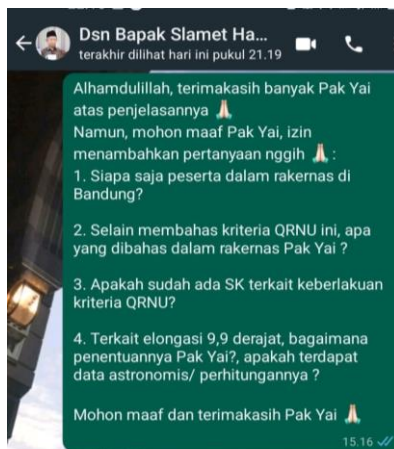 Dsn Bapak Slamet Ha...
terakhir dilihat hari ini pukul 21.19
Alhamdulillah, terimakasih banyak Pak Yai
atas penjelasannya 🙏🏻
Namun, mohon maaf Pak Yai, izin
menambahkan pertanyaan nggih 🙏🏻 :
1. Siapa saja peserta dalam rakernas di
Bandung?
2. Selain membahas kriteria QRNU ini, apa
yang dibahas dalam rakernas Pak Yai ?
3. Apakah sudah ada SK terkait keberlakuan
kriteria QRNU?
4. Terkait elongasi 9,9 derajat, bagaimana
penentuannya Pak Yai?, apakah terdapat
data astronomis/ perhitungannya ?
Mohon maaf dan terimakasih Pak Yai 🙏🏻
15.16